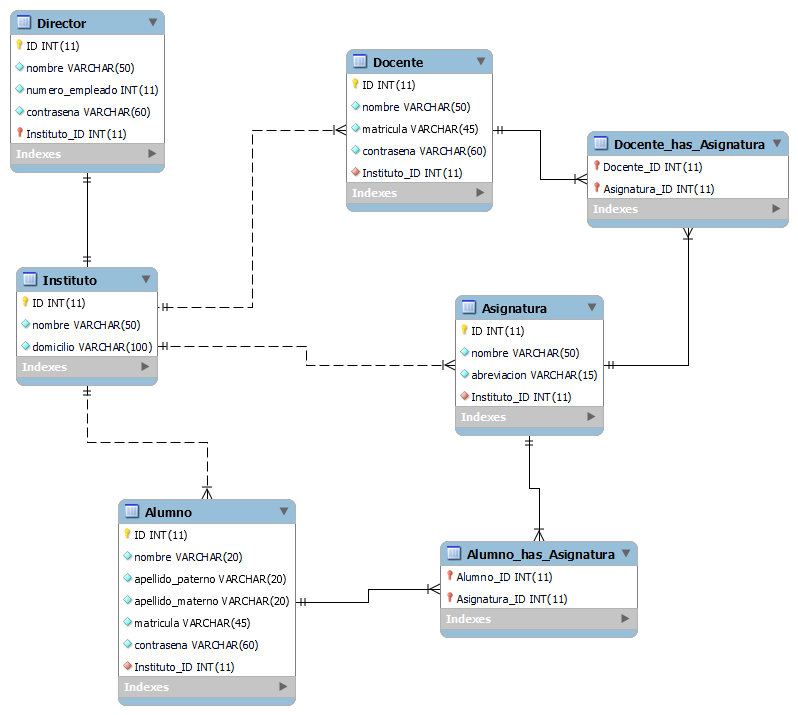 Director
ID INT(11)
nombre VARCHAR(50)
numero_empleado INT(11)
contrasena VARCHAR(60)
Instituto_ID INT(11)
Indexes
Docente
ID INT(11)
nombre VARCHAR(50)
matricula VARCHAR(45)
contrasena VARCHAR(60)
Instituto_ID INT(11)
Indexes
Docente_has_Asignatura
Docente_ID INT(11)
Asignatura_ID INT(11)
Indexes
Instituto
ID INT(11)
nombre VARCHAR(50)
domicilio VARCHAR(100)
Indexes
Asignatura
ID INT(11)
nombre VARCHAR(50)
abreviacion VARCHAR(15)
Instituto_ID INT(11)
Indexes
Alumno
ID INT(11)
nombre VARCHAR(20)
apellido_paterno VARCHAR(20)
apellido_materno VARCHAR(20)
matricula VARCHAR(45)
contrasena VARCHAR(60)
Instituto_ID INT(11)
Indexes
Alumno_has_Asignatura
Alumno_ID INT(11)
Asignatura_ID INT(11)
Indexes